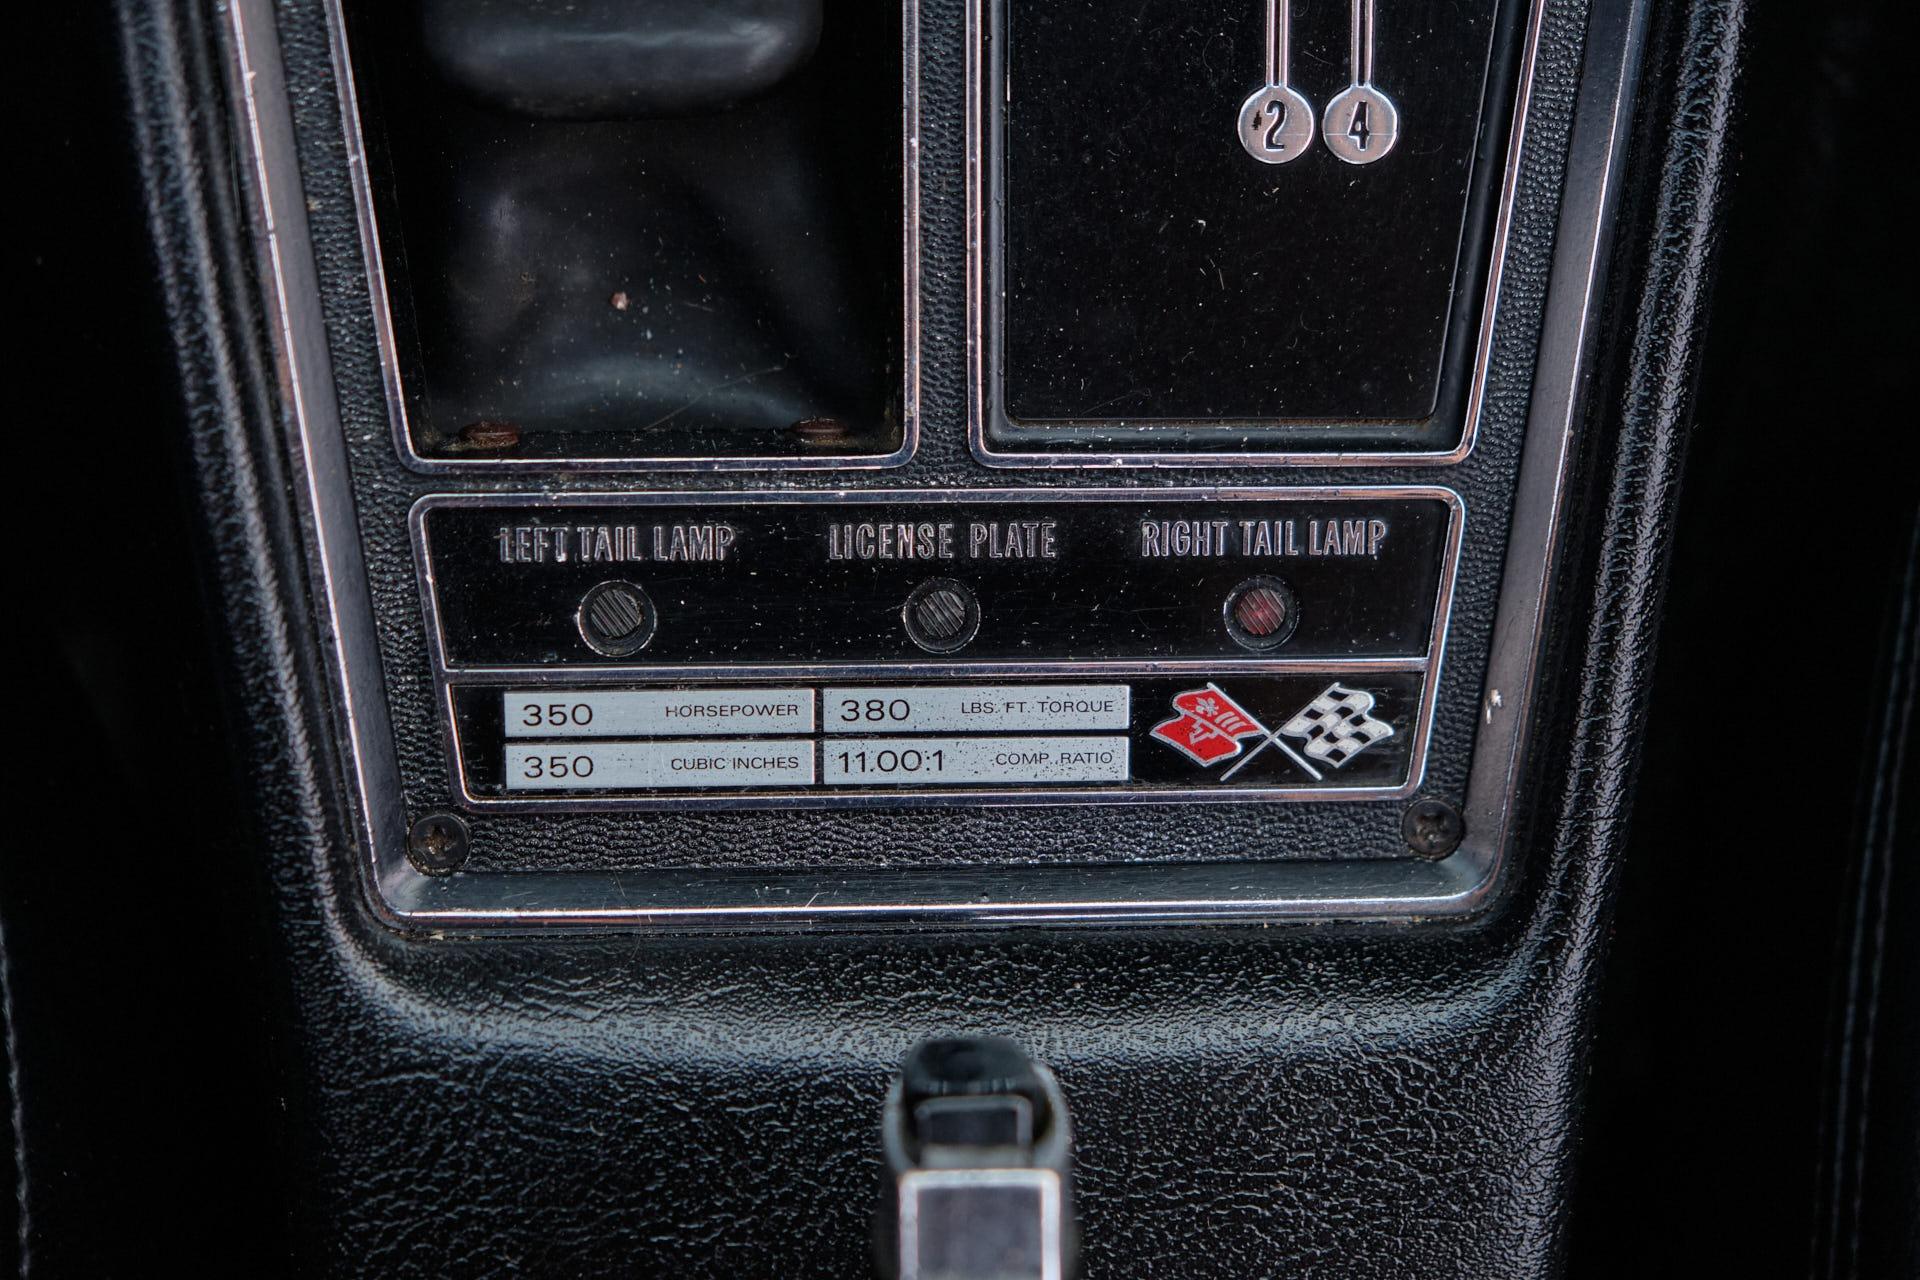 2 4
LEFT TAIL LAMP LICENSE PLATE RIGHT TAIL LAMP
350 HORSEPOWER 380 LBS. FT. TORQUE
350 CUBIC INCHES 11.00:1 COMP. RATIO